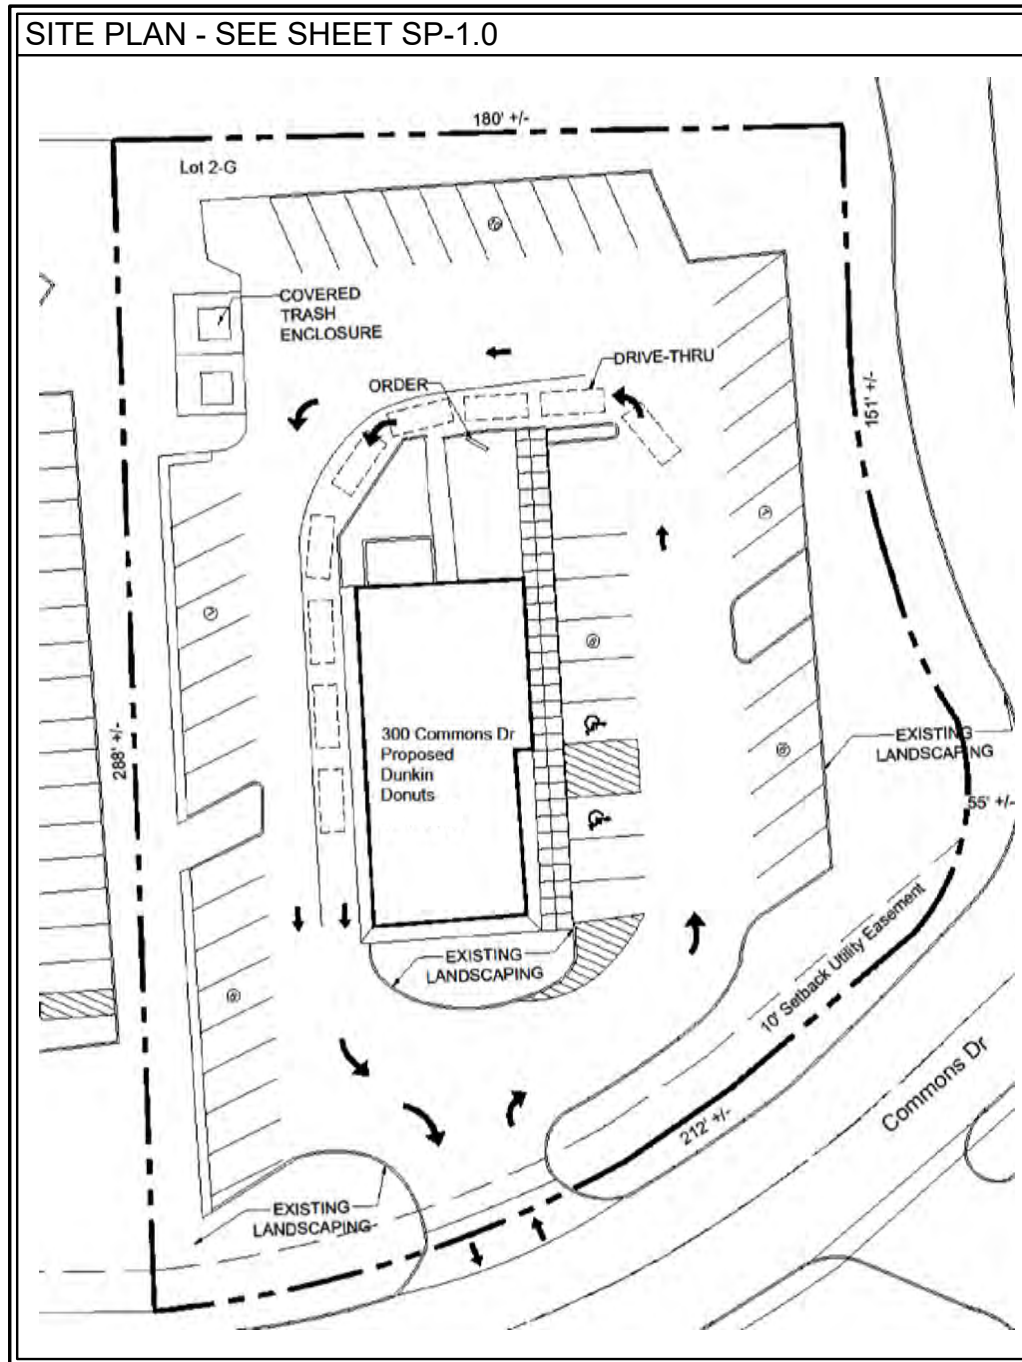 SITE PLAN - SEE SHEET SP-1.0
180' +/-
Lot 2-G
COVERED
TRASH
ENCLOSURE
DRIVE-THRU
ORDER
151' +/-
288' +/-
300 Commons Dr
Proposed
Dunkin
Donuts
EXISTING
LANDSCAPING
55' +/-
EXISTING
LANDSCAPING
10' Setback Utility Easement
Commons Dr
212' +/-
EXISTING
LANDSCAPING